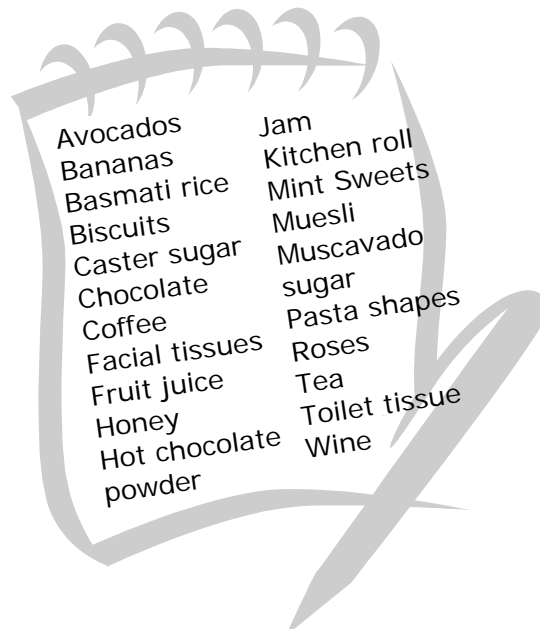 Avocados
Bananas
Basmati rice
Biscuits
Caster sugar
Chocolate
Coffee
Facial tissues
Fruit juice
Honey
Hot chocolate
powder
Jam
Kitchen roll
Mint Sweets
Muesli
Muscavado
sugar
Pasta shapes
Roses
Tea
Toilet tissue
Wine